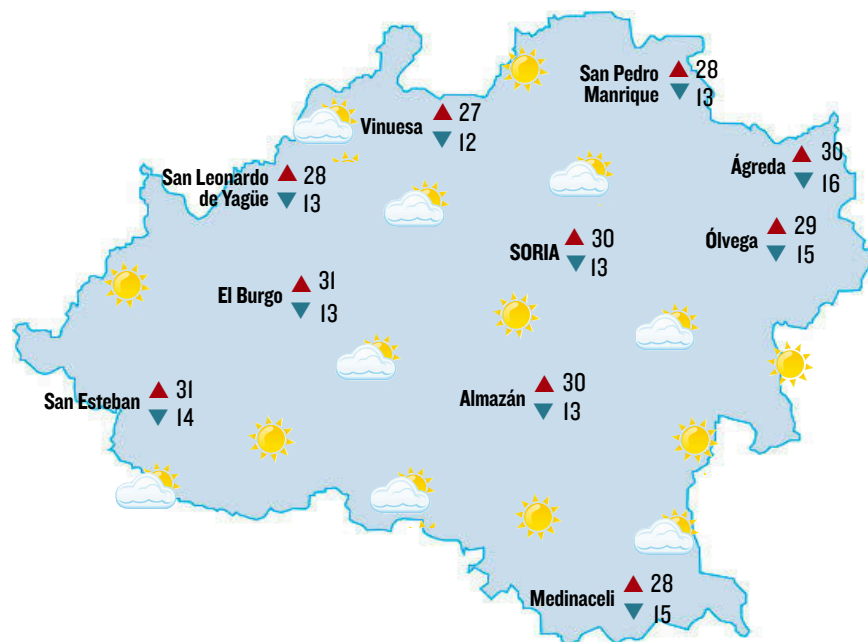 San Pedro
Manrique
28
13
Vinuesa
27
12
Ágreda
30
16
San Leonardo
de Yagüe
28
13
Ólvega
29
15
SORIA
30
13
El Burgo
31
13
San Esteban
31
14
Almazán
30
13
Medinaceli
28
15